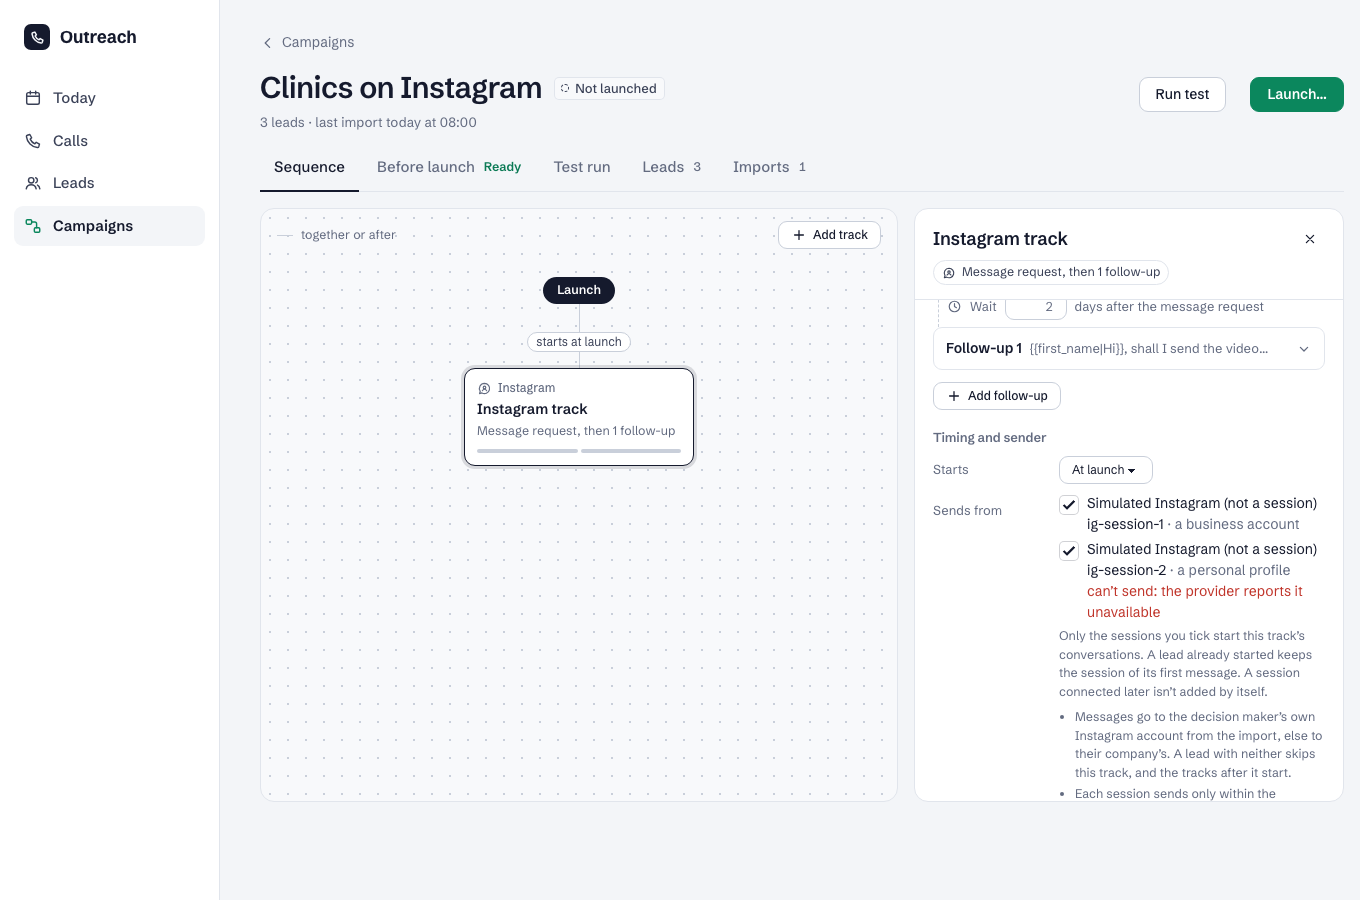 Outreach
Today
Calls
Leads
Campaigns
Campaigns
Clinics on Instagram
Not launched
3 leads · last import today at 08:00
Run test
Launch...
Sequence
Before launch Ready
Test run
Leads 3
Imports 1
together or after
Add track
Launch
starts at launch
Instagram
Instagram track
Message request, then 1 follow-up
Instagram track
Message request, then 1 follow-up
Wait 2 days after the message request
Follow-up 1 {{first_name|Hi}}, shall I send the video...
Add follow-up
Timing and sender
Starts
At launch
Sends from
Simulated Instagram (not a session)
ig-session-1 · a business account
Simulated Instagram (not a session)
ig-session-2 · a personal profile
can't send: the provider reports it
unavailable
Only the sessions you tick start this track's
conversations. A lead already started keeps
the session of its first message. A session
connected later isn't added by itself.
• Messages go to the decision maker's own
Instagram account from the import, else to
their company's. A lead with neither skips
this track, and the tracks after it start.
• Each session sends only within the